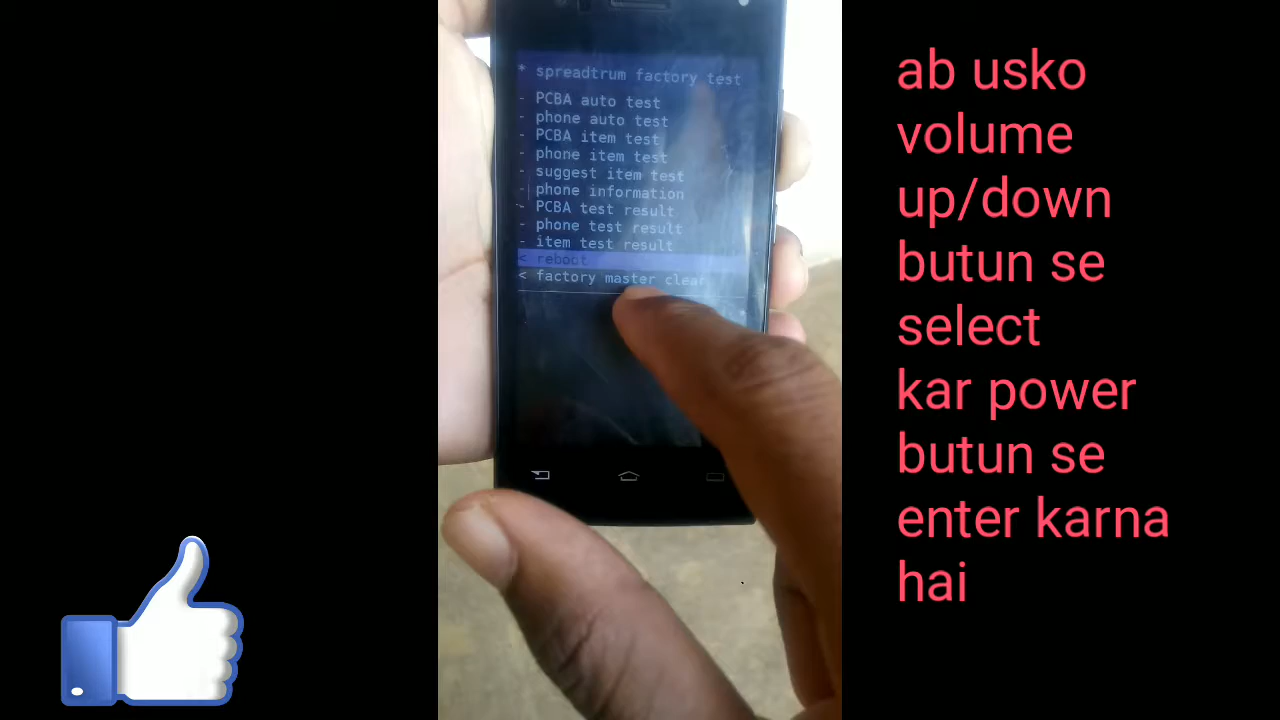 * spreadtrum factory test
- PCBA auto test
- phone auto test
- PCBA item test
- phone item test
- suggest item test
- phone information
- PCBA test result
- phone test result
- item test result
< reboot
< factory master clear
ab usko
volume
up/down
butun se
select
kar power
butun se
enter karna
hai